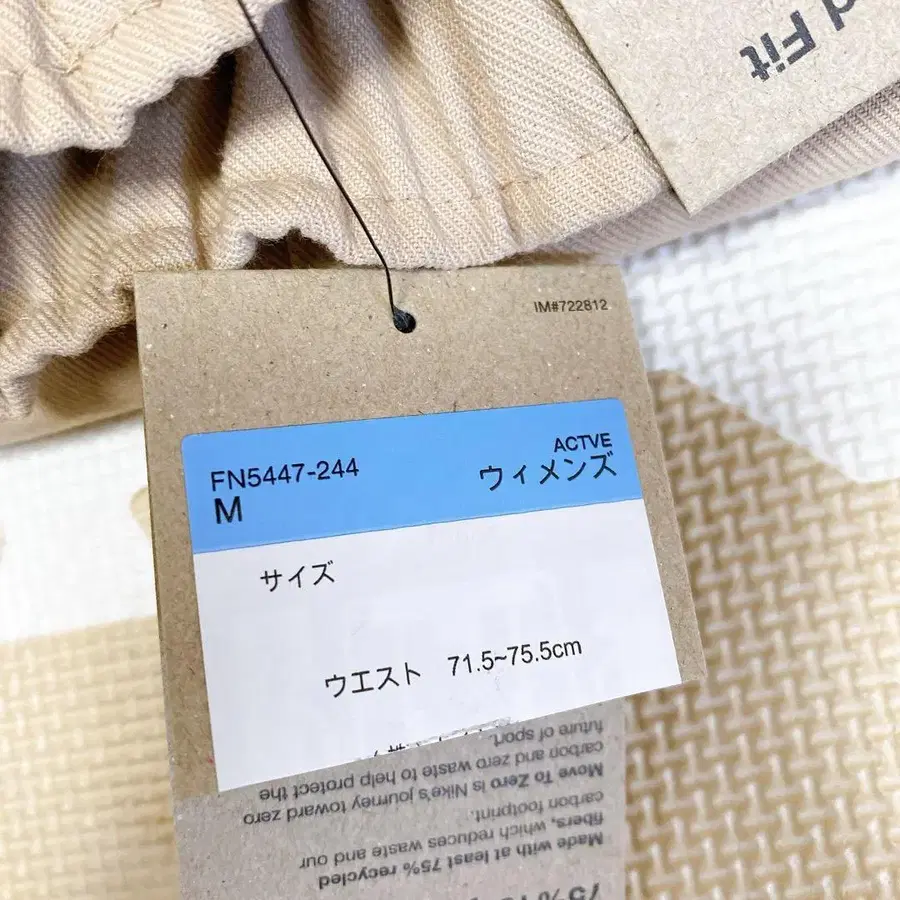 d Fit
IM#722812
FN5447-244
ACTVE
M
ウィメンズ
サイズ
ウエスト 71.5~75.5cm
75%
Made with at least 75% recycled
fibers, which reduces waste and our
carbon footprint.
Move To Zero is Nike's journey toward zero
carbon and zero waste to help protect the
future of sport.